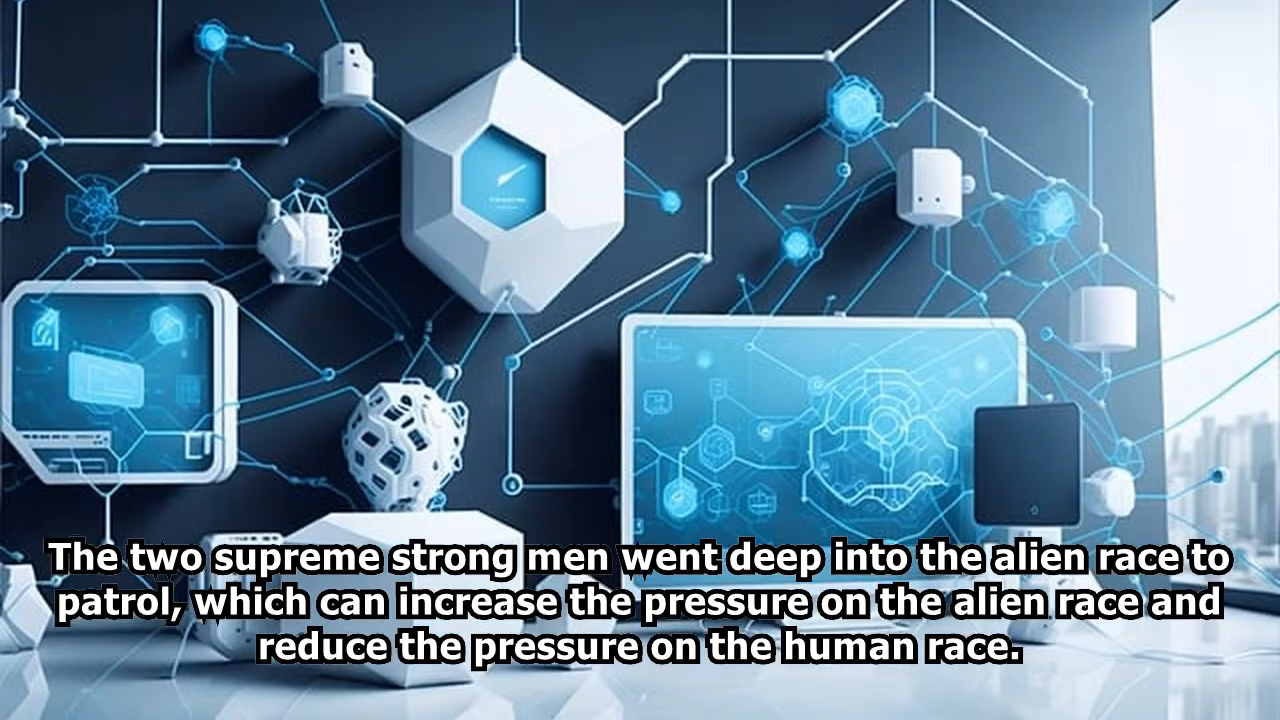 The two supreme strong men went deep into the alien race to
patrol, which can increase the pressure on the alien race and
reduce the pressure on the human race.